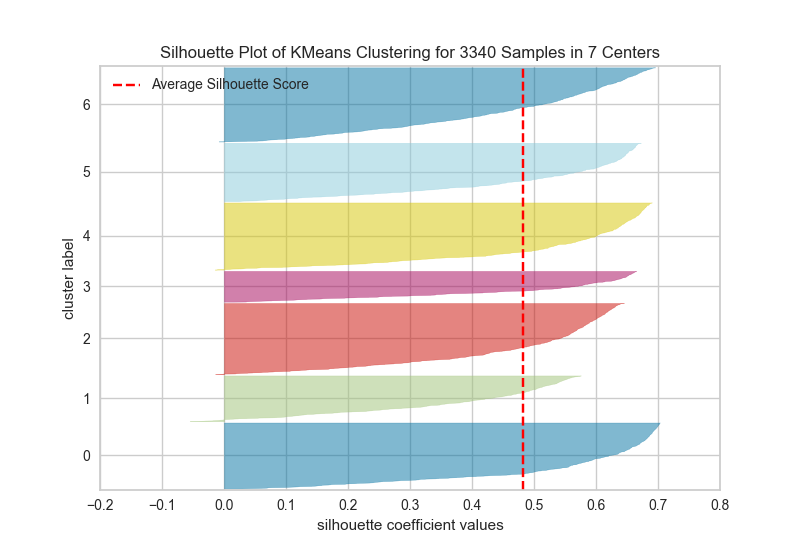 Silhouette Plot of KMeans Clustering for 3340 Samples in 7 Centers
Average Silhouette Score
6
5
4
3
2
1
0
cluster label
−0.2 −0.1 0.0 0.1 0.2 0.3 0.4 0.5 0.6 0.7 0.8
silhouette coefficient values